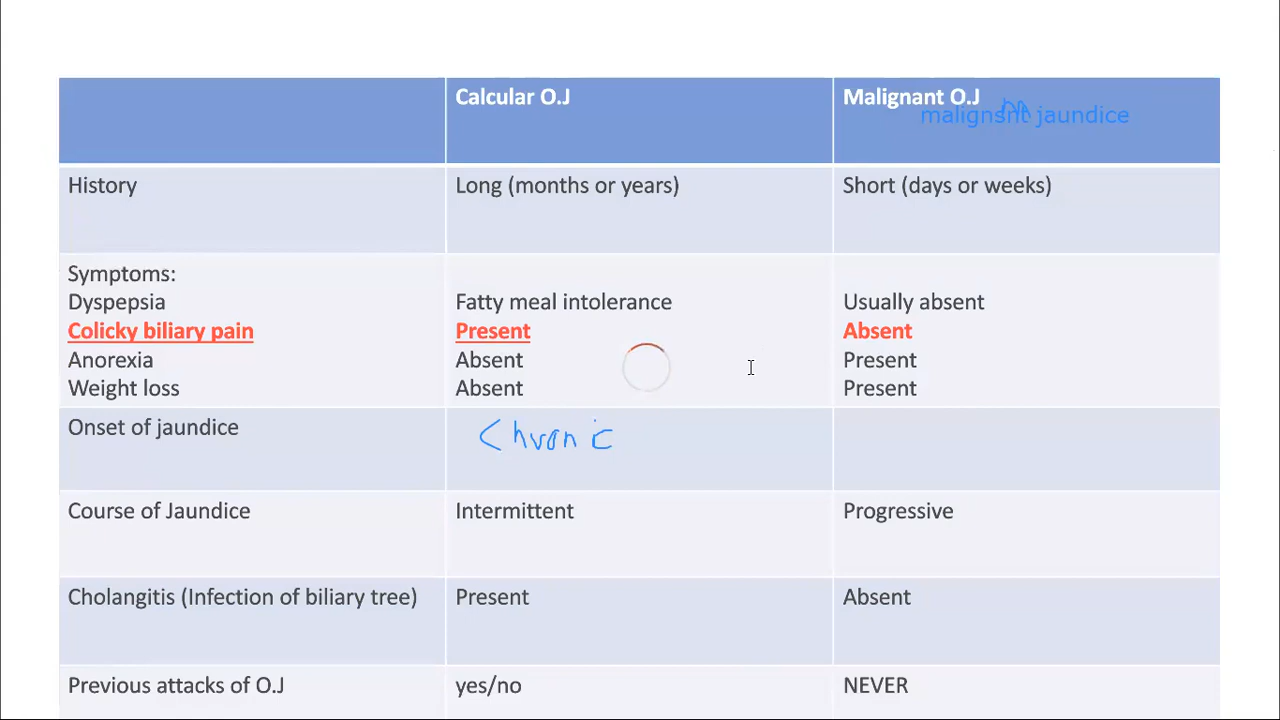 Calcular O.J
Malignant O.J
malignsnt jaundice
History
Long (months or years)
Short (days or weeks)
Symptoms:
Dyspepsia
Fatty meal intolerance
Usually absent
Colicky biliary pain
Present
Absent
Anorexia
Absent
Present
Weight loss
Absent
Present
Onset of jaundice
Chronic
Course of Jaundice
Intermittent
Progressive
Cholangitis (Infection of biliary tree)
Present
Absent
Previous attacks of O.J
yes/no
NEVER